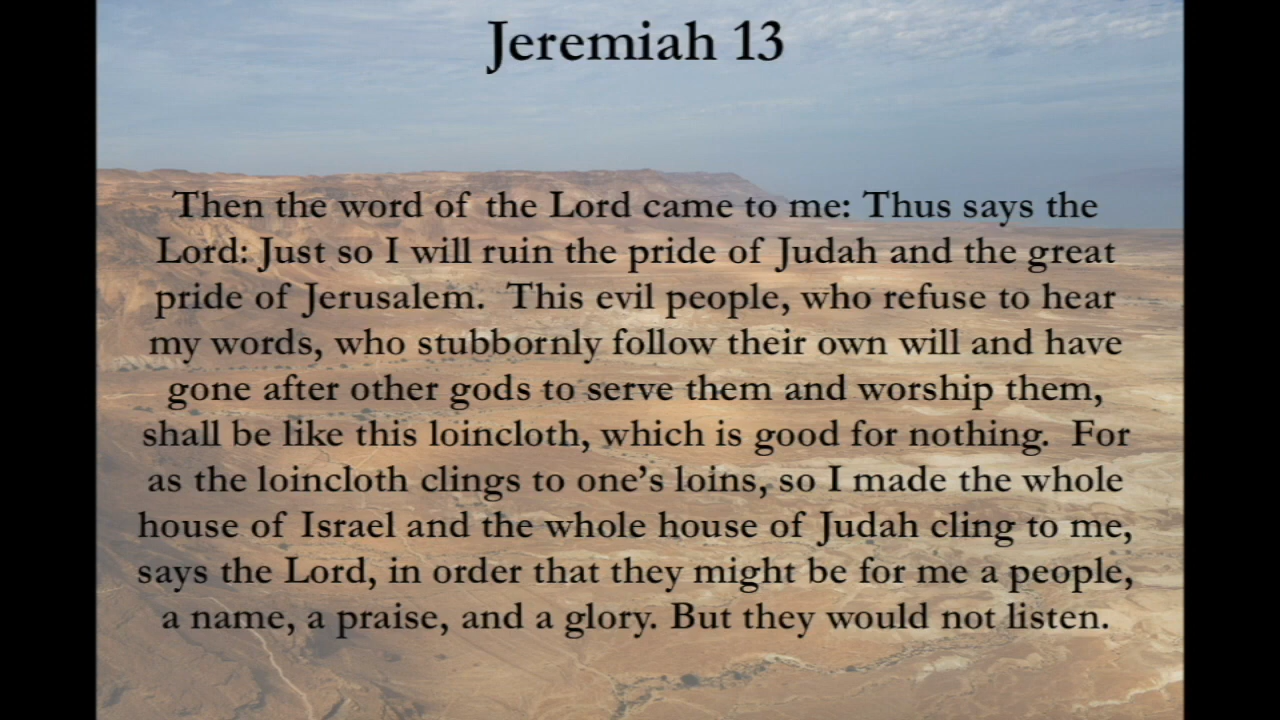 Jeremiah 13
Then the word of the Lord came to me: Thus says the
Lord: Just so I will ruin the pride of Judah and the great
pride of Jerusalem.  This evil people, who refuse to hear
my words, who stubbornly follow their own will and have
gone after other gods to serve them and worship them,
shall be like this loincloth, which is good for nothing.  For
as the loincloth clings to one’s loins, so I made the whole
house of Israel and the whole house of Judah cling to me,
says the Lord, in order that they might be for me a people,
a name, a praise, and a glory. But they would not listen.